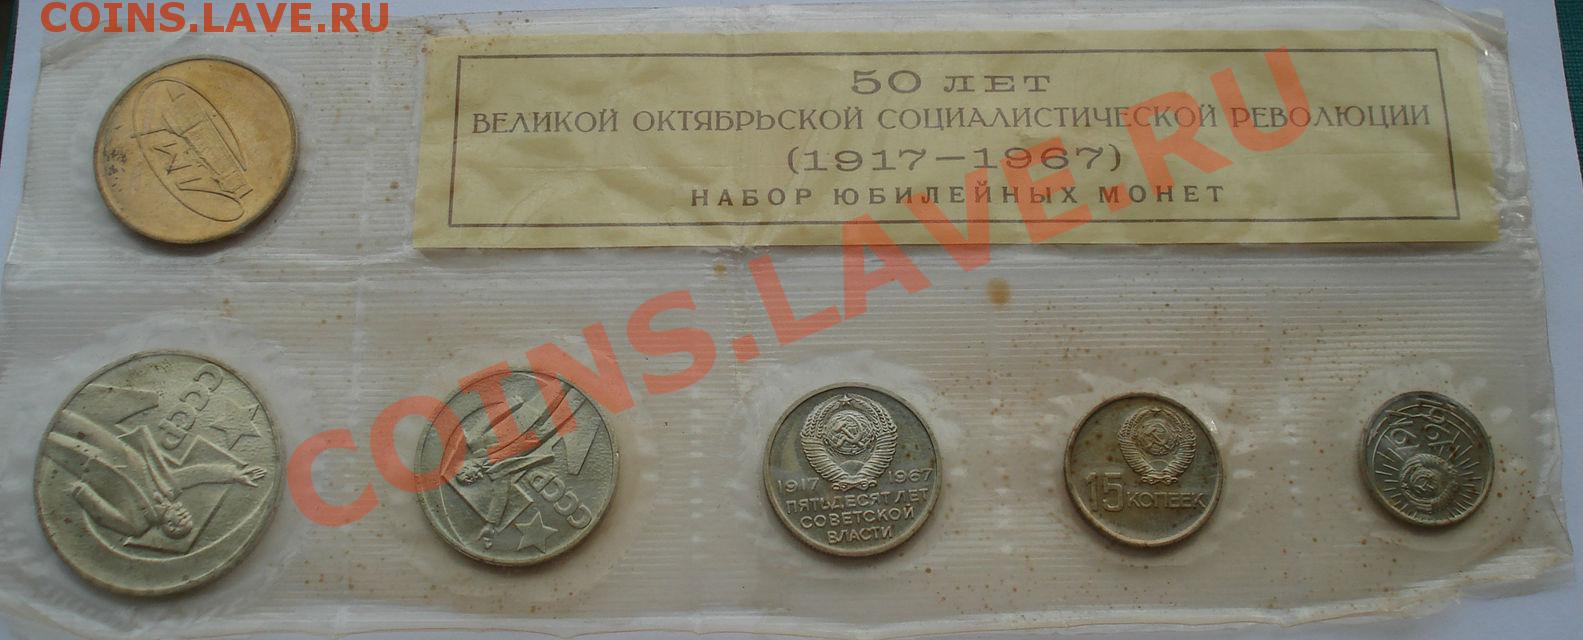 COINS.LAVE.RU
50 ЛЕТ
ВЕЛИКОЙ ОКТЯБРЬСКОЙ СОЦИАЛИСТИЧЕСКОЙ РЕВОЛЮЦИИ
(1917-1967)
НАБОР ЮБИЛЕЙНЫХ МОНЕТ
COINS.LAVE.RU
ЛМД
СССР
СССР
1917 1967
ПЯТЬДЕСЯТ ЛЕТ
СОВЕТСКОЙ
ВЛАСТИ
15 КОПЕЕК